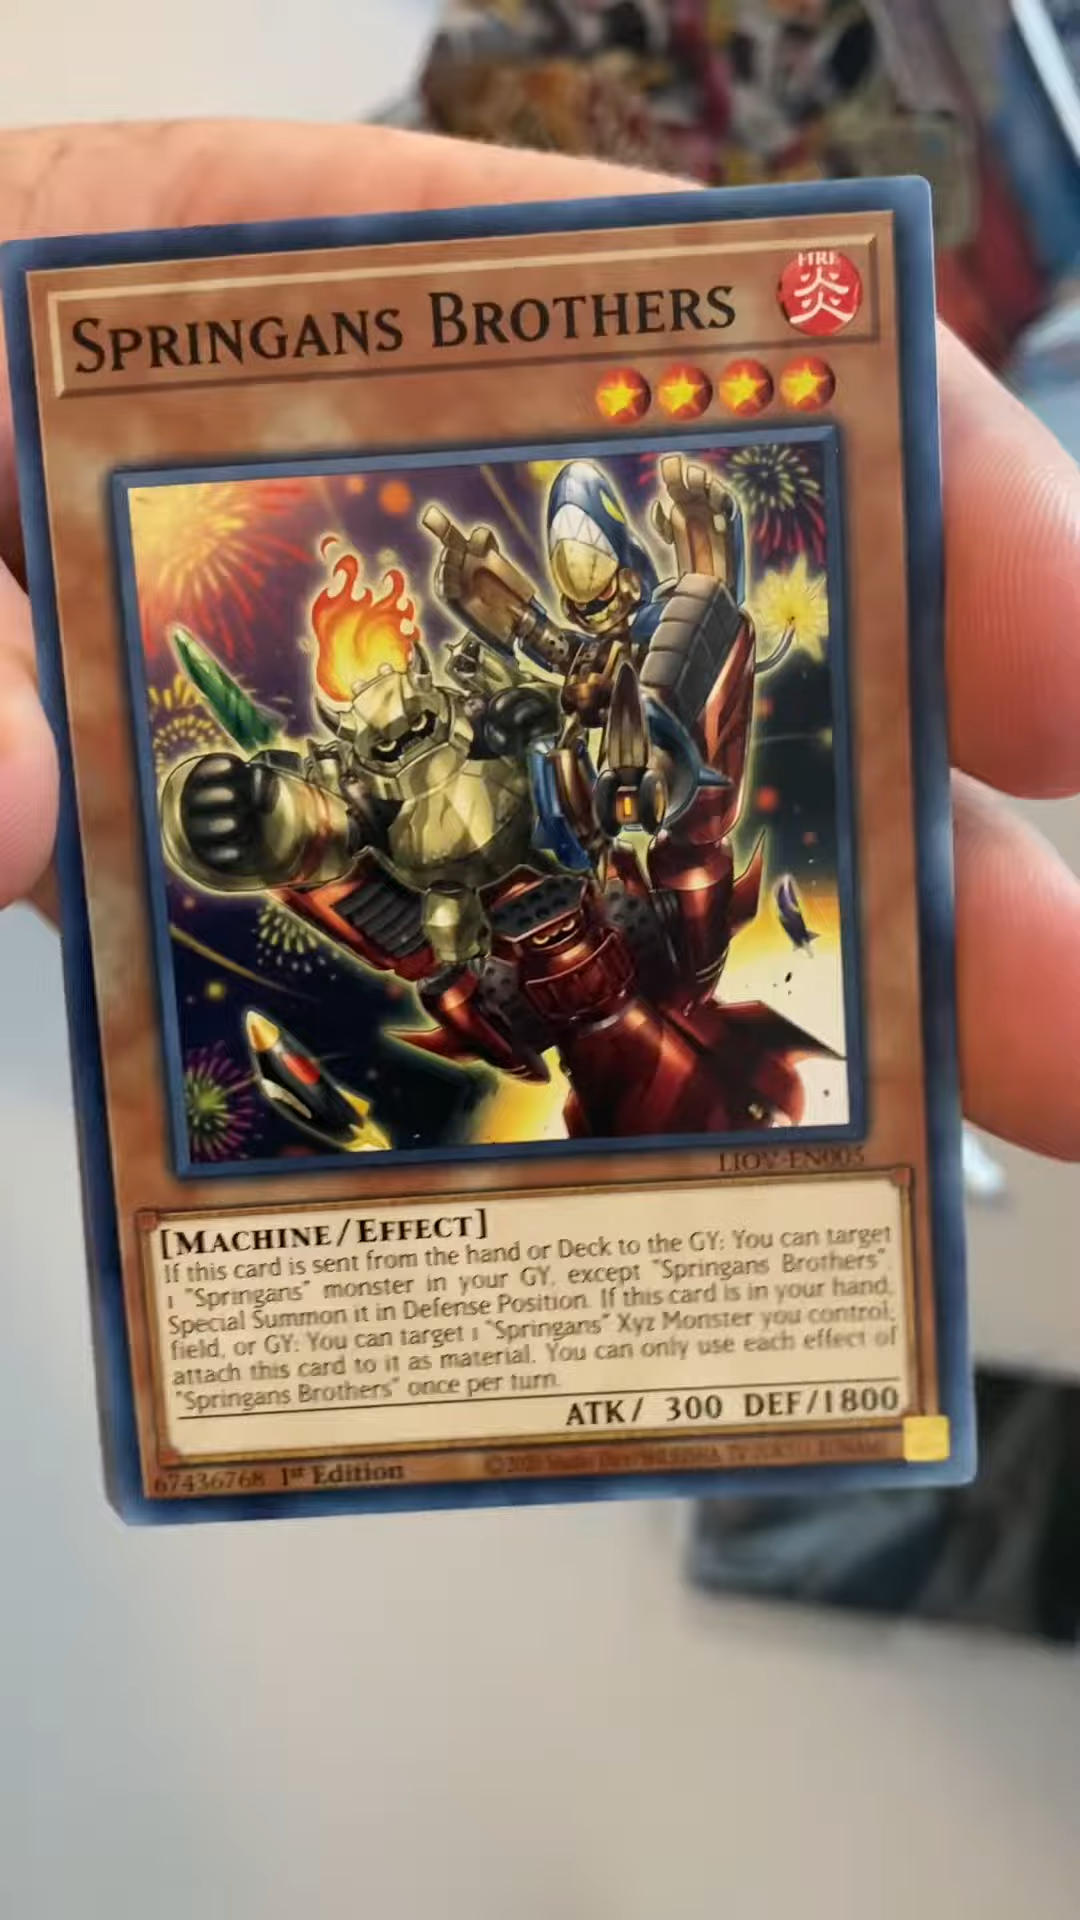 SPRINGANS BROTHERS
FIRE
炎
LIOV-EN005
[MACHINE/EFFECT]
If this card is sent from the hand or Deck to the GY: You can target
1 "Springans" monster in your GY, except "Springans Brothers".
Special Summon it in Defense Position. If this card is in your hand,
field, or GY: You can target 1 "Springans" Xyz Monster you control;
attach this card to it as material. You can only use each effect of
"Springans Brothers" once per turn.
ATK/ 300 DEF/1800
67436768 1st Edition